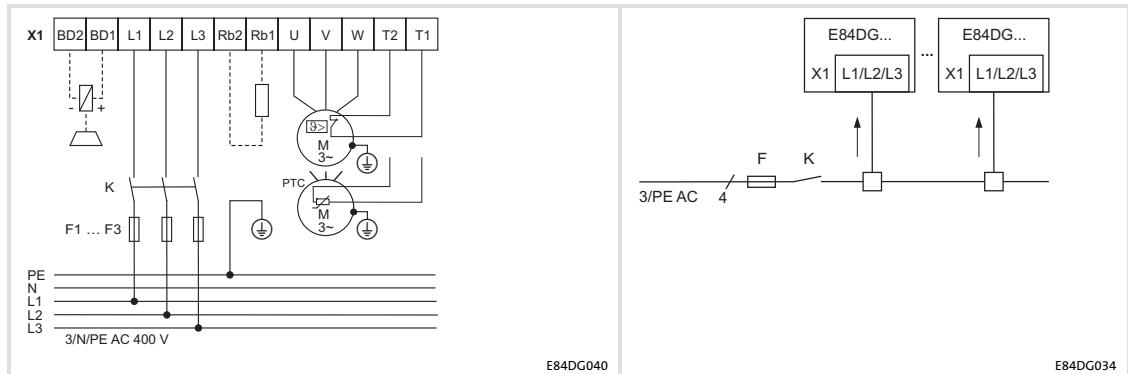 X1 BD2 BD1 L1 L2 L3 Rb2 Rb1 U V W T2 T1
- +
ϑ>
M
3~
K
PTC
M
3~
F1 ... F3
PE
N
L1
L2
L3
3/N/PE AC 400 V
E84DG040
E84DG... ... E84DG...
X1 L1/L2/L3 X1 L1/L2/L3
F K
3/PE AC 4
E84DG034